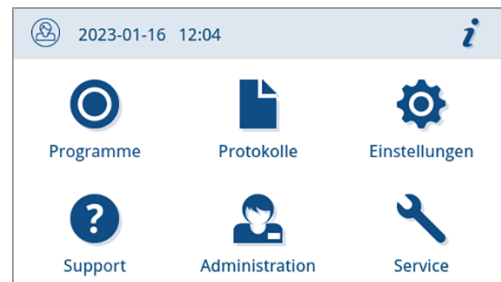 2023-01-16 12:04 i
Programme Protokolle Einstellungen
? 
Support Administration Service